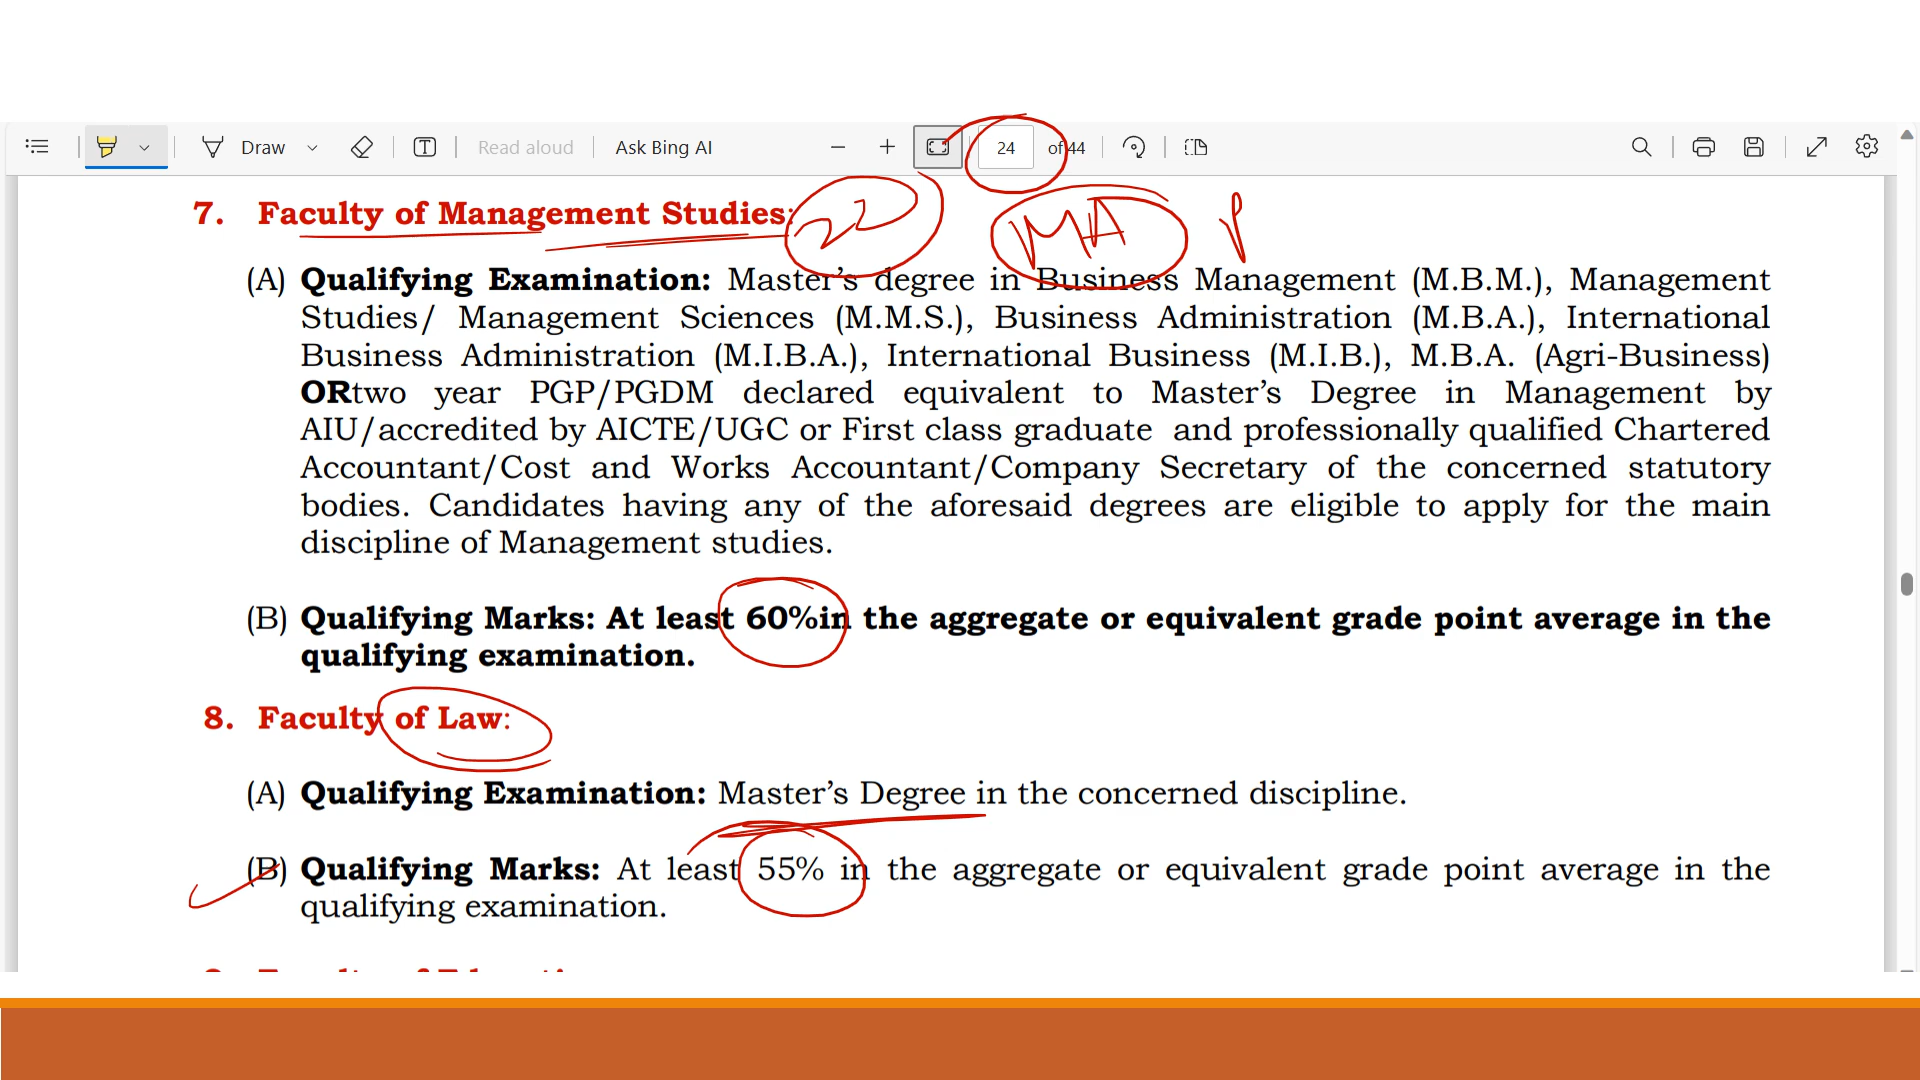 Draw Read aloud Ask Bing AI 24 of 44
22 MA
7. Faculty of Management Studies:
(A) Qualifying Examination: Master’s degree in Business Management (M.B.M.), Management
Studies/ Management Sciences (M.M.S.), Business Administration (M.B.A.), International
Business Administration (M.I.B.A.), International Business (M.I.B.), M.B.A. (Agri-Business)
ORtwo year PGP/PGDM declared equivalent to Master’s Degree in Management by
AIU/accredited by AICTE/UGC or First class graduate and professionally qualified Chartered
Accountant/Cost and Works Accountant/Company Secretary of the concerned statutory
bodies. Candidates having any of the aforesaid degrees are eligible to apply for the main
discipline of Management studies.
(B) Qualifying Marks: At least 60%in the aggregate or equivalent grade point average in the
qualifying examination.
8. Faculty of Law:
(A) Qualifying Examination: Master’s Degree in the concerned discipline.
(B) Qualifying Marks: At least 55% in the aggregate or equivalent grade point average in the
qualifying examination.